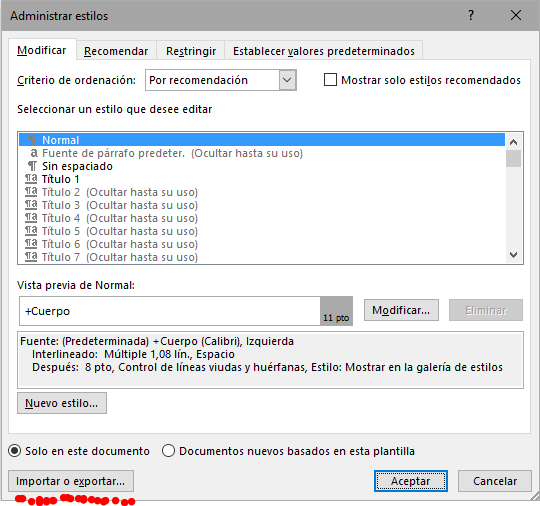 Administrar estilos ? ×
Modificar Recomendar Restringir Establecer valores predeterminados
Criterio de ordenación: Por recomendación Mostrar solo estilos recomendados
Seleccionar un estilo que desee editar
¶ Normal
a Fuente de párrafo predeter. (Ocultar hasta su uso)
¶ Sin espaciado
¶a Título 1
¶a Título 2 (Ocultar hasta su uso)
¶a Título 3 (Ocultar hasta su uso)
¶a Título 4 (Ocultar hasta su uso)
¶a Título 5 (Ocultar hasta su uso)
¶a Título 6 (Ocultar hasta su uso)
¶a Título 7 (Ocultar hasta su uso)
Vista previa de Normal:
+Cuerpo 11 pto Modificar... Eliminar
Fuente: (Predeterminada) +Cuerpo (Calibri), Izquierda
Interlineado: Múltiple 1,08 lín., Espacio
Después: 8 pto, Control de líneas viudas y huérfanas, Estilo: Mostrar en la galería de estilos
Nuevo estilo...
Solo en este documento Documentos nuevos basados en esta plantilla
Importar o exportar... Aceptar Cancelar